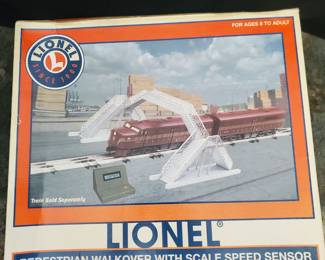 FOR AGES 8 TO ADULT
LIONEL
SINCE 1900
Train Sold Separately
LIONEL®
PEDESTRIAN WALKOVER WITH SCALE SPEED SENSOR